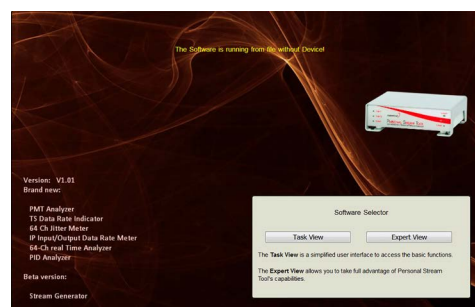 The Software is running from file without Device!
Personal Stream Tool
Version: V1.01
Brand new:
PMT Analyzer
TS Data Rate Indicator
64 Ch Jitter Meter
IP Input/Output Data Rate Meter
64-Ch real Time Analyzer
PID Analyzer
Beta version:
Stream Generator
Software Selector
Task View
Expert View
The Task View is a simplified user interface to access the basic functions
The Expert View allows you to take full advantage of Personal Stream
Tool's capabilities.